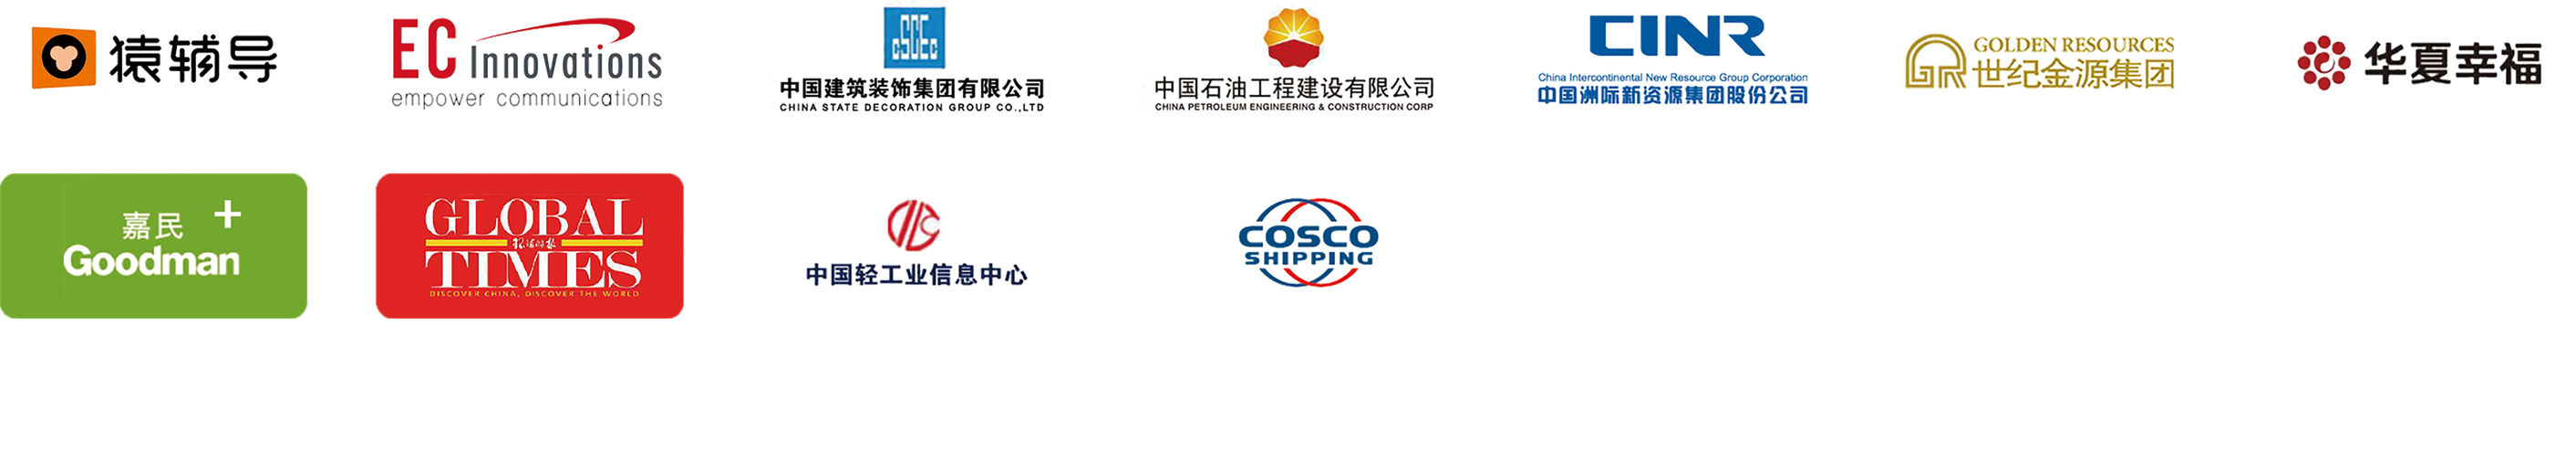 猿辅导
EC Innovations
empower communications
CSCEC
中国建筑装饰集团有限公司
CHINA STATE DECORATION GROUP CO.,LTD
中国石油工程建设有限公司
CHINA PETROLEUM ENGINEERING & CONSTRUCTION CORP
CINR
China Intercontinental New Resource Group Corporation
中国洲际新资源集团股份公司
GOLDEN RESOURCES
世纪金源集团
华夏幸福
嘉民
Goodman
GLOBAL
环球时报
TIMES
DISCOVER CHINA, DISCOVER THE WORLD
中国轻工业信息中心
COSCO
SHIPPING